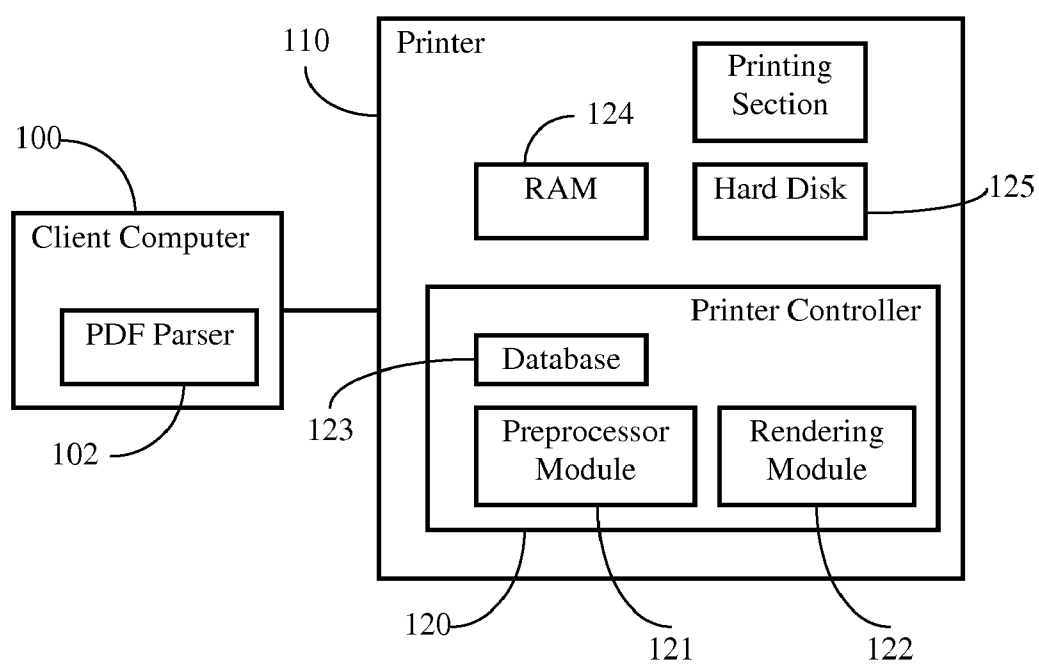 110
Printer
Printing
Section
100
124
RAM
Hard Disk
125
Client Computer
PDF Parser
102
Printer Controller
Database
123
Preprocessor
Module
Rendering
Module
120
121
122